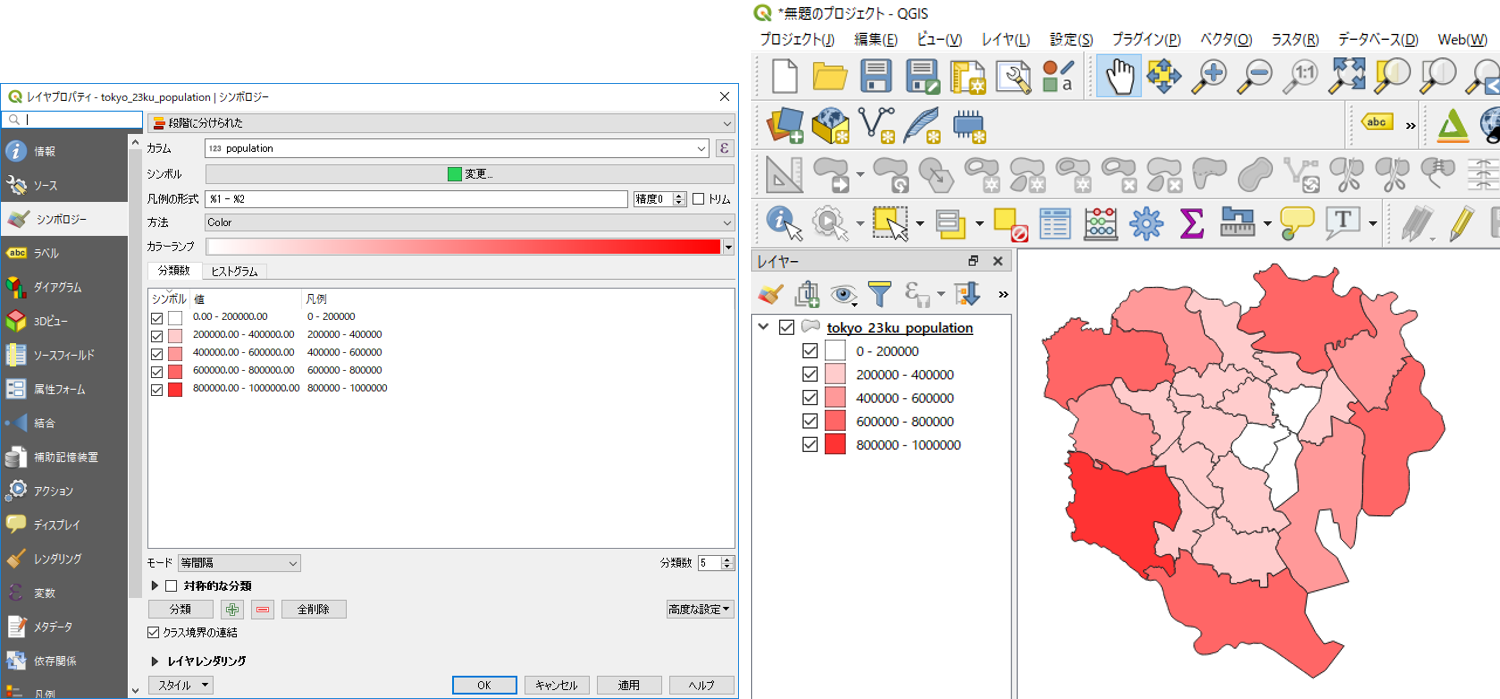 レイヤプロパティ - tokyo_23ku_population | シンボロジー
情報
ソース
シンボロジー
abc ラベル
ダイアグラム
3Dビュー
ソースフィールド
属性フォーム
結合
補助記憶装置
アクション
ディスプレイ
レンダリング
変数
メタデータ
依存関係
凡例
段階に分けられた
カラム 123 population ε
シンボル 変更...
凡例の形式 %1 - %2 精度0 トリム
方法 Color
カラーランプ
分類数 ヒストグラム
シンボル 値 凡例
0.00 - 200000.00 0 - 200000
200000.00 - 400000.00 200000 - 400000
400000.00 - 600000.00 400000 - 600000
600000.00 - 800000.00 600000 - 800000
800000.00 - 1000000.00 800000 - 1000000
モード 等間隔 分類数 5
対称的な分類
分類 全削除 高度な設定
クラス境界の連結
レイヤレンダリング
スタイル OK キャンセル 適用 ヘルプ
*無題のプロジェクト - QGIS
プロジェクト(J) 編集(E) ビュー(V) レイヤ(L) 設定(S) プラグイン(P) ベクタ(O) ラスタ(R) データベース(D) Web(W)
a 1:1
abc »
Σ T
レイヤー
ε »
tokyo_23ku_population
0 - 200000
200000 - 400000
400000 - 600000
600000 - 800000
800000 - 1000000